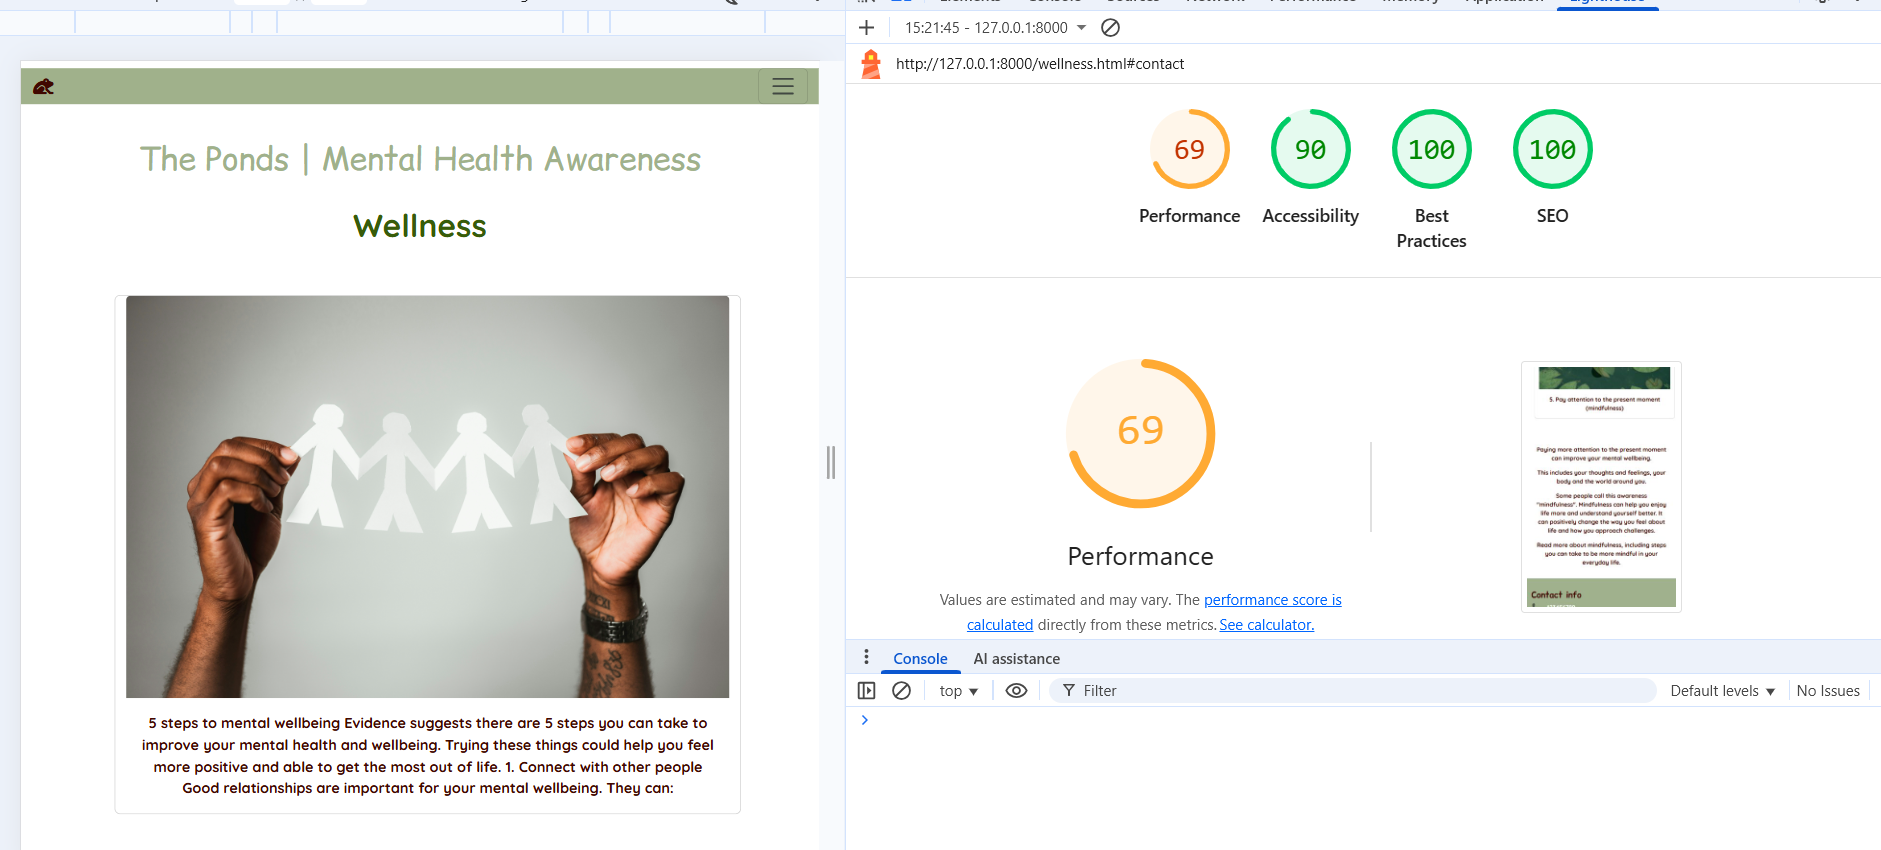 Elements
Console
Sources
Network
Performance
Memory
Application
Lighthouse
15:21:45 - 127.0.0.1:8000
http://127.0.0.1:8000/wellness.html#contact
The Ponds | Mental Health Awareness
Wellness
5 steps to mental wellbeing Evidence suggests there are 5 steps you can take to
improve your mental health and wellbeing. Trying these things could help you feel
more positive and able to get the most out of life. 1. Connect with other people
Good relationships are important for your mental wellbeing. They can:
69
90
100
100
Performance
Accessibility
Best
Practices
SEO
69
Performance
Values are estimated and may vary. The performance score is
calculated directly from these metrics. See calculator.
5. Pay attention to the present moment
(mindfulness)
Paying more attention to the present moment
can improve your mental wellbeing.
This includes your thoughts and feelings, your
body and the world around you.
Some people call this awareness
"mindfulness". Mindfulness can help you enjoy
life more and understand yourself better. It
can positively change the way you feel about
life and how you approach challenges.
Read more about mindfulness, including steps
you can take to be more mindful in your
everyday life.
Contact info
Console
AI assistance
top
Filter
Default levels
No Issues